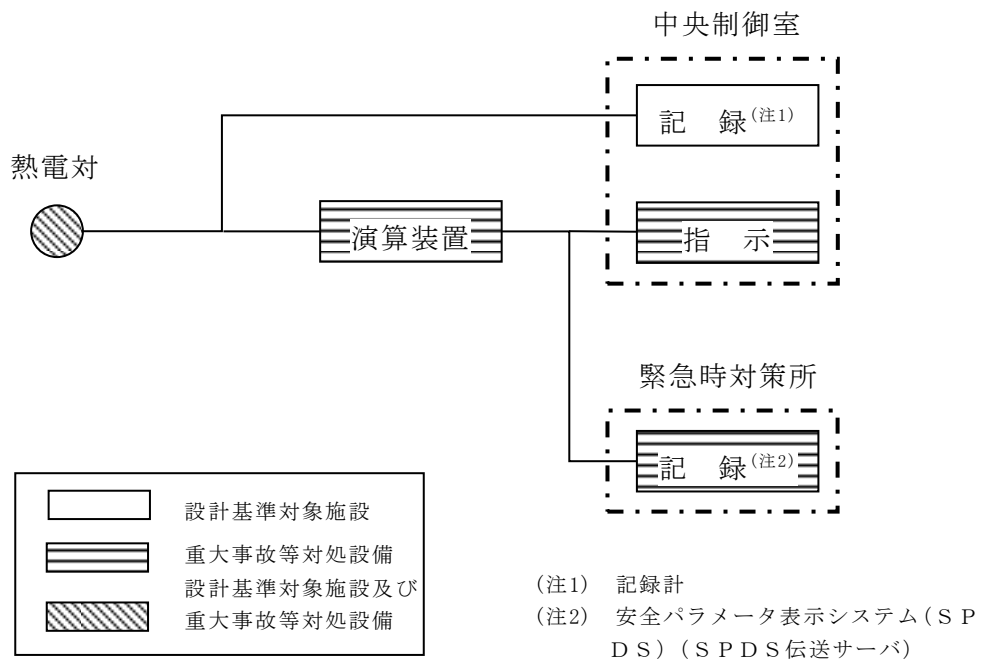 中央制御室
記 録(注1)
熱電対
演算装置
指 示
緊急時対策所
記 録(注2)
設計基準対象施設
重大事故等対処設備
設計基準対象施設及び
重大事故等対処設備
(注1) 記録計
(注2) 安全パラメータ表示システム(SP
DS)(SPDS伝送サーバ)